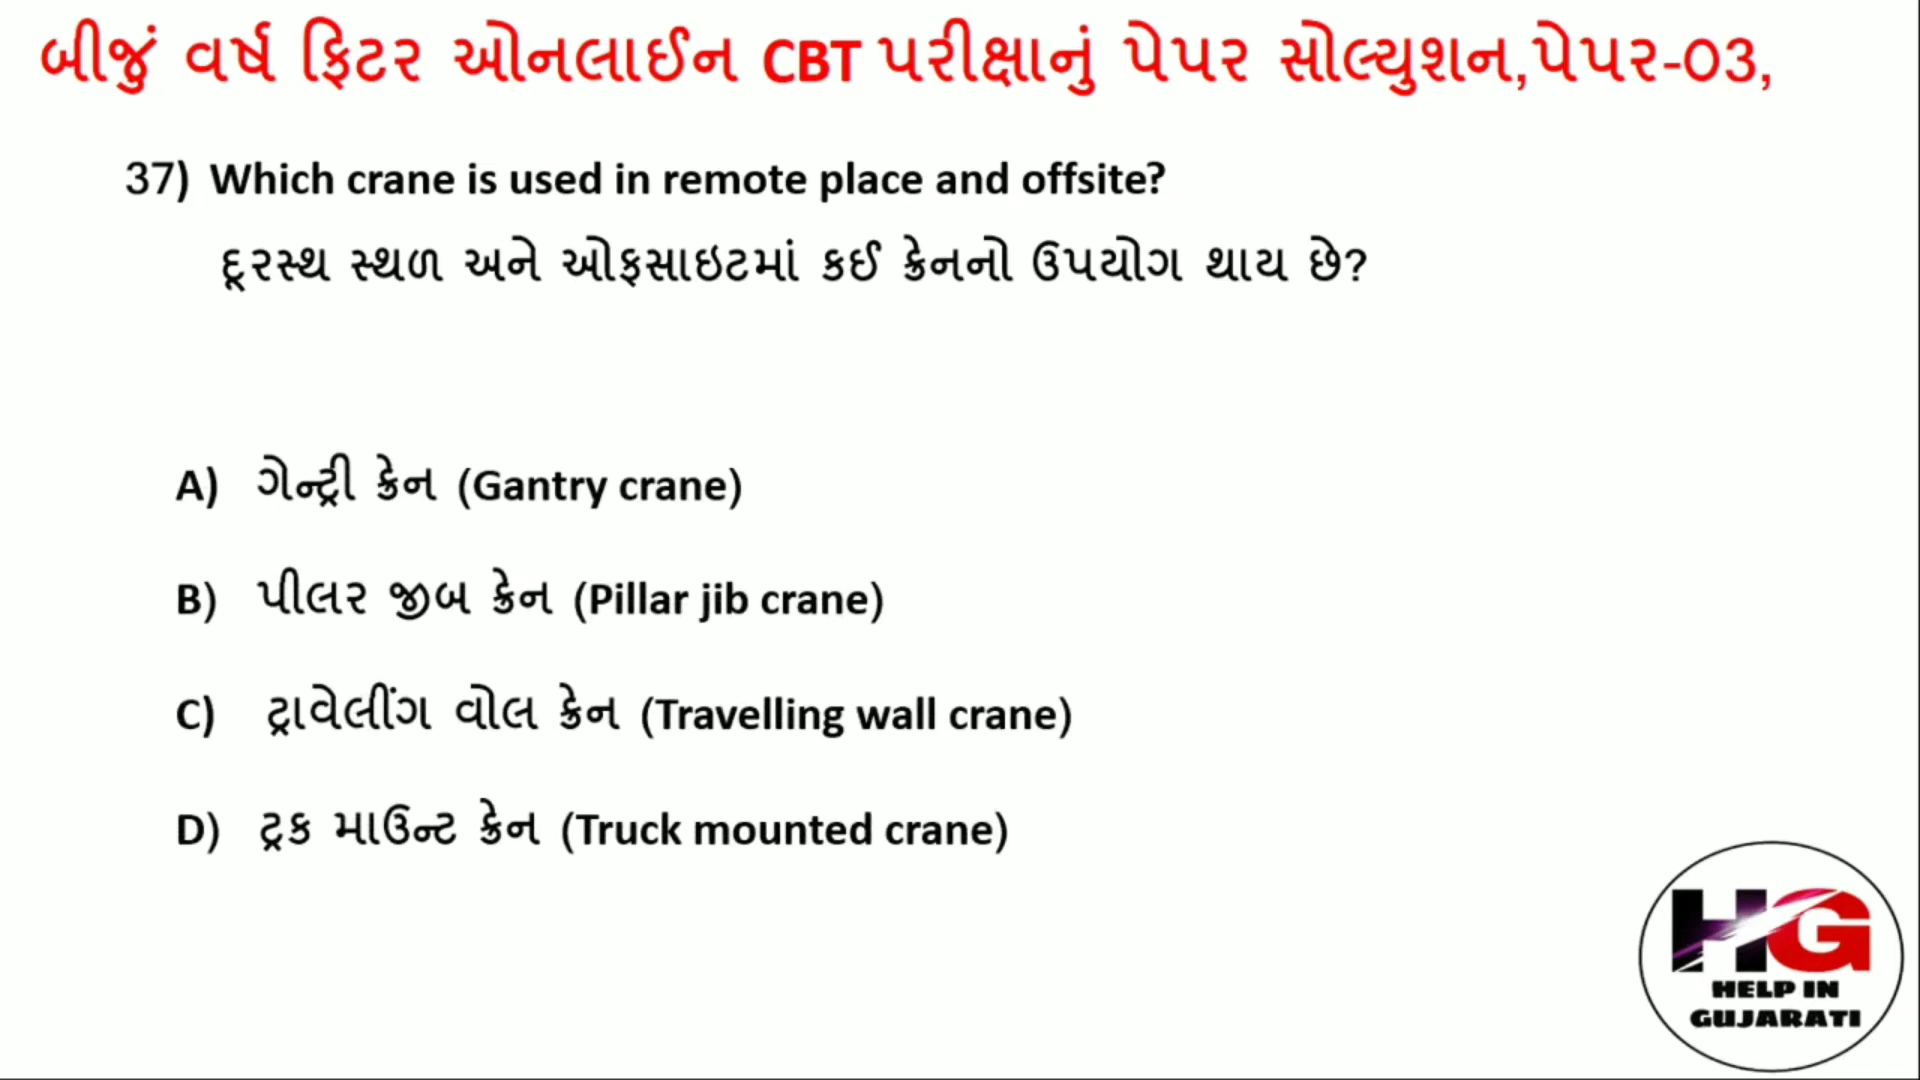 બીજું વર્ષ ફિટર ઓનલાઈન CBT પરીક્ષાનું પેપર સોલ્યુશન,પેપર-03,
37) Which crane is used in remote place and offsite?
દૂરસ્થ સ્થળ અને ઓફસાઇટમાં કઈ ક્રેનનો ઉપયોગ થાય છે?
A) ગેન્ટ્રી ક્રેન (Gantry crane)
B) પીલર જીબ ક્રેન (Pillar jib crane)
C) ટ્રાવેલીંગ વોલ ક્રેન (Travelling wall crane)
D) ટ્રક માઉન્ટ ક્રેન (Truck mounted crane)
HG
HELP IN
GUJARATI